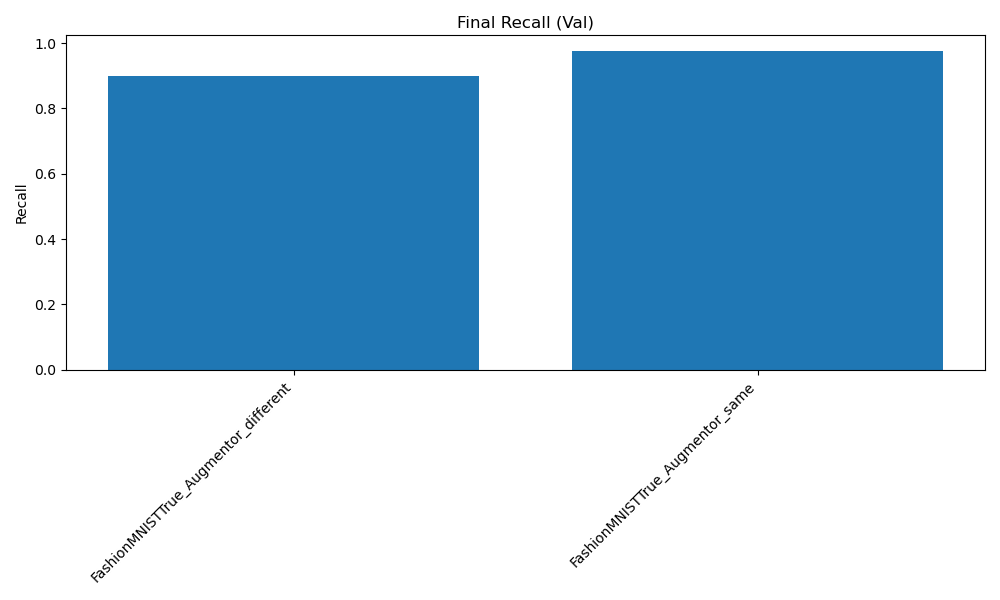 Final Recall (Val)
1.0
0.8
0.6
0.4
0.2
0.0
Recall
FashionMNISTTrue_Augmentor_different
FashionMNISTTrue_Augmentor_same